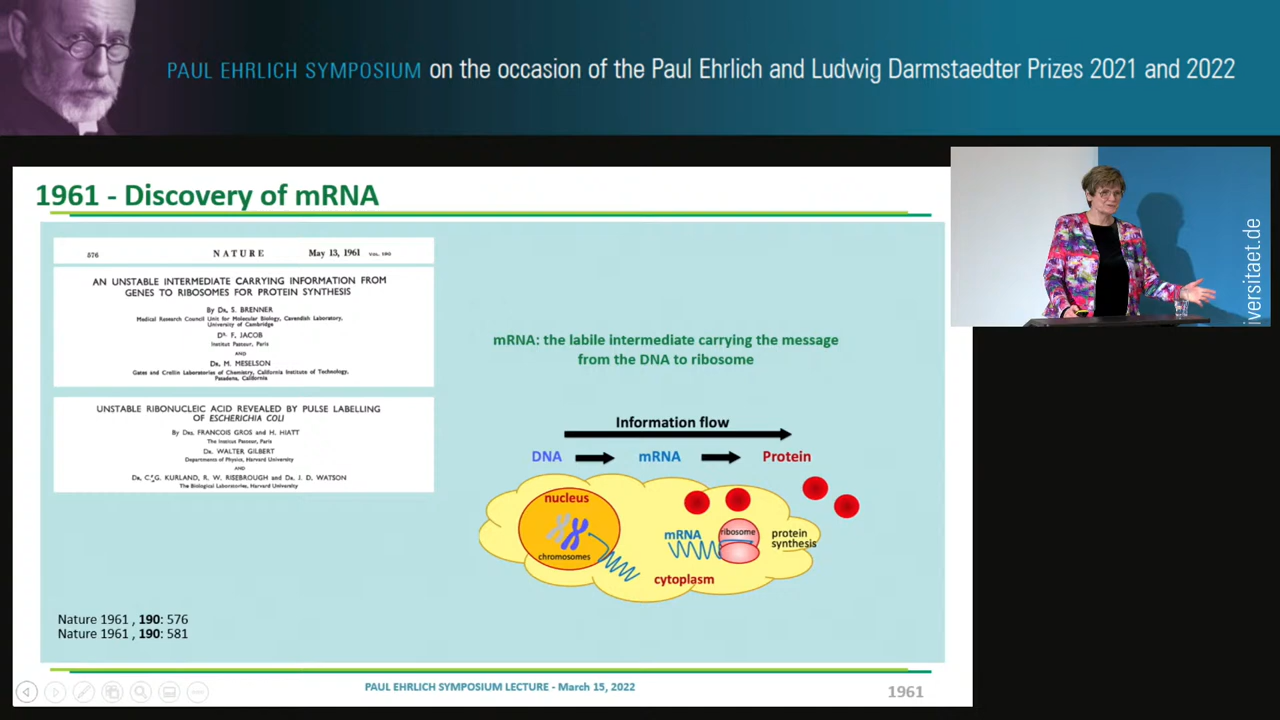 PAUL EHRLICH SYMPOSIUM on the occasion of the Paul Ehrlich and Ludwig Darmstaedter Prizes 2021 and 2022
1961 - Discovery of mRNA
576 NATURE May 13, 1961 VOL. 190
AN UNSTABLE INTERMEDIATE CARRYING INFORMATION FROM
GENES TO RIBOSOMES FOR PROTEIN SYNTHESIS
By DR. S. BRENNER
Medical Research Council Unit for Molecular Biology, Cavendish Laboratory,
University of Cambridge
DR. F. JACOB
Institut Pasteur, Paris
AND
DR. M. MESELSON
Gates and Crellin Laboratories of Chemistry, California Institute of Technology,
Pasadena, California
UNSTABLE RIBONUCLEIC ACID REVEALED BY PULSE LABELLING
OF ESCHERICHIA COLI
By DRS. FRANCOIS GROS and H. HIATT
The Institut Pasteur, Paris
DR. WALTER GILBERT
Departments of Physics, Harvard University
AND
DR. C. G. KURLAND, R. W. RISEBROUGH and DR. J. D. WATSON
The Biological Laboratories, Harvard University
Nature 1961 , 190: 576
Nature 1961 , 190: 581
mRNA: the labile intermediate carrying the message
from the DNA to ribosome
Information flow
DNA mRNA Protein
nucleus
chromosomes
mRNA
ribosome
protein
synthesis
cytoplasm
PAUL EHRLICH SYMPOSIUM LECTURE - March 15, 2022
1961
iversitaet.de